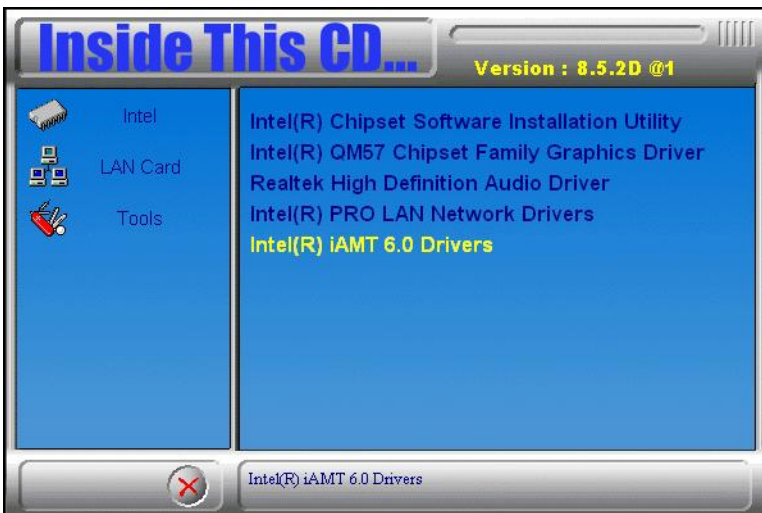 Inside This CD...
Version : 8.5.2D @1
Intel
LAN Card
Tools
Intel(R) Chipset Software Installation Utility
Intel(R) QM57 Chipset Family Graphics Driver
Realtek High Definition Audio Driver
Intel(R) PRO LAN Network Drivers
Intel(R) iAMT 6.0 Drivers
Intel(R) iAMT 6.0 Drivers